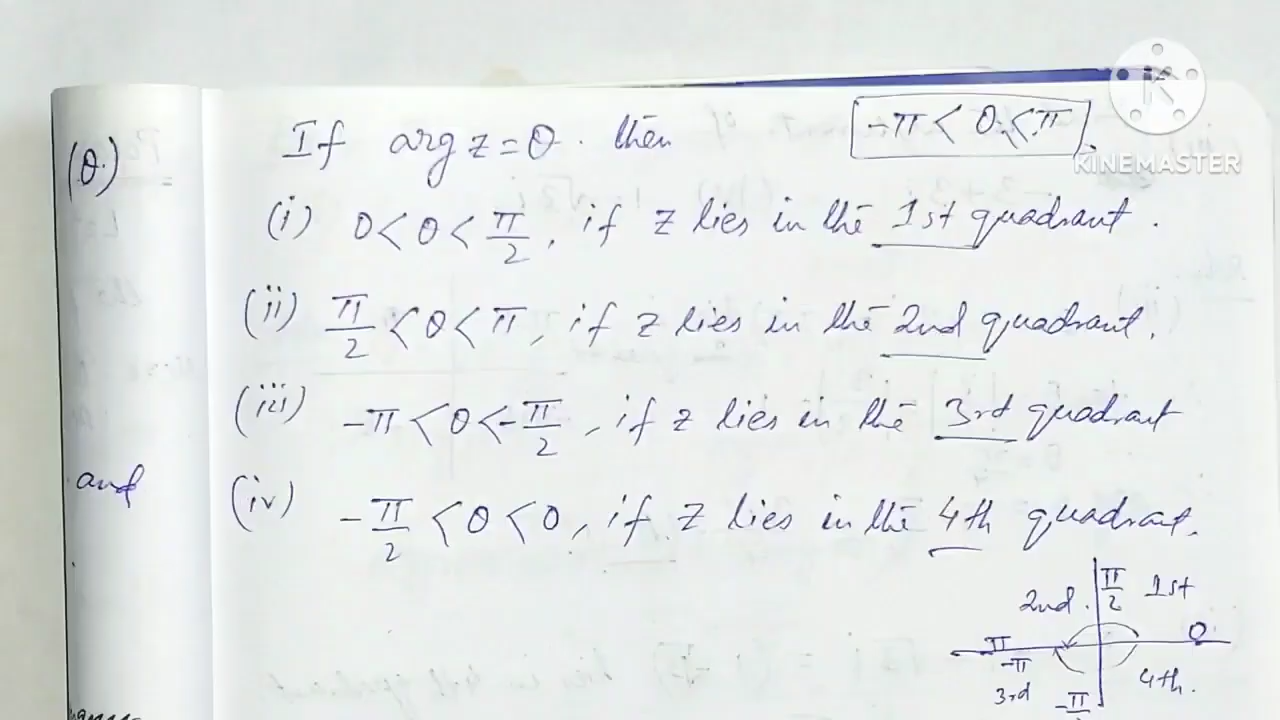 (θ.) If arg z = θ. then -π < θ < π
KINEMASTER
(i) 0 < θ < π/2, if z lies in the 1st quadrant.
(ii) π/2 < θ < π, if z lies in the 2nd quadrant.
(iii) -π < θ < -π/2, if z lies in the 3rd quadrant
and (iv) -π/2 < θ < 0, if z lies in the 4th quadrant.
2nd. π/2 1st
π 0
-π
3rd 4th.